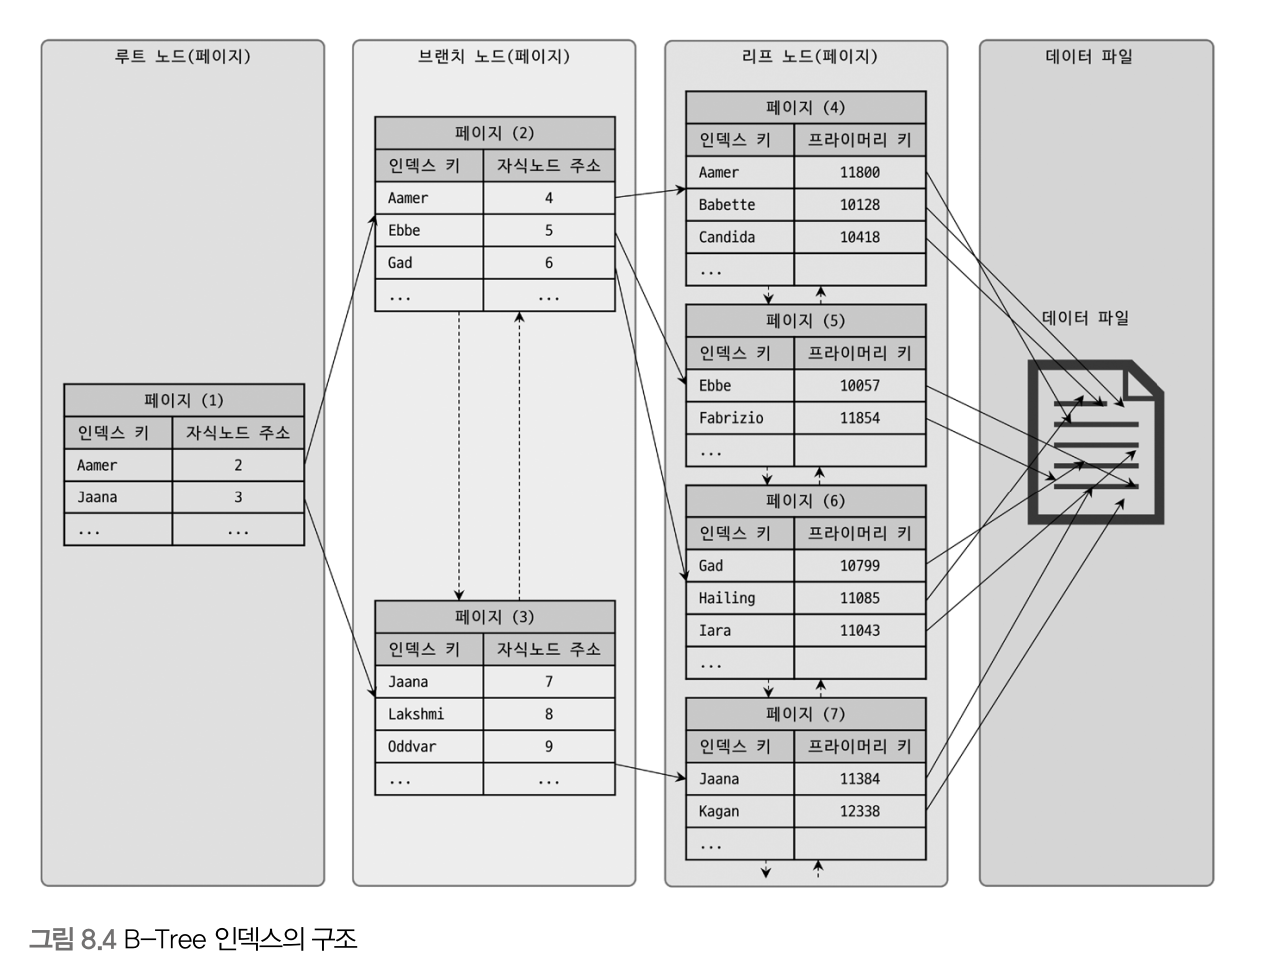 루트 노드(페이지)
페이지 (1)
인덱스 키 자식노드 주소
Aamer 2
Jaana 3
... ...
브랜치 노드(페이지)
페이지 (2)
인덱스 키 자식노드 주소
Aamer 4
Ebbe 5
Gad 6
... ...
페이지 (3)
인덱스 키 자식노드 주소
Jaana 7
Lakshmi 8
Oddvar 9
... ...
리프 노드(페이지)
페이지 (4)
인덱스 키 프라이머리 키
Aamer 11800
Babette 10128
Candida 10418
...
페이지 (5)
인덱스 키 프라이머리 키
Ebbe 10057
Fabrizio 11854
...
페이지 (6)
인덱스 키 프라이머리 키
Gad 10799
Hailing 11085
Iara 11043
...
페이지 (7)
인덱스 키 프라이머리 키
Jaana 11384
Kagan 12338
...
데이터 파일
데이터 파일
그림 8.4 B-Tree 인덱스의 구조